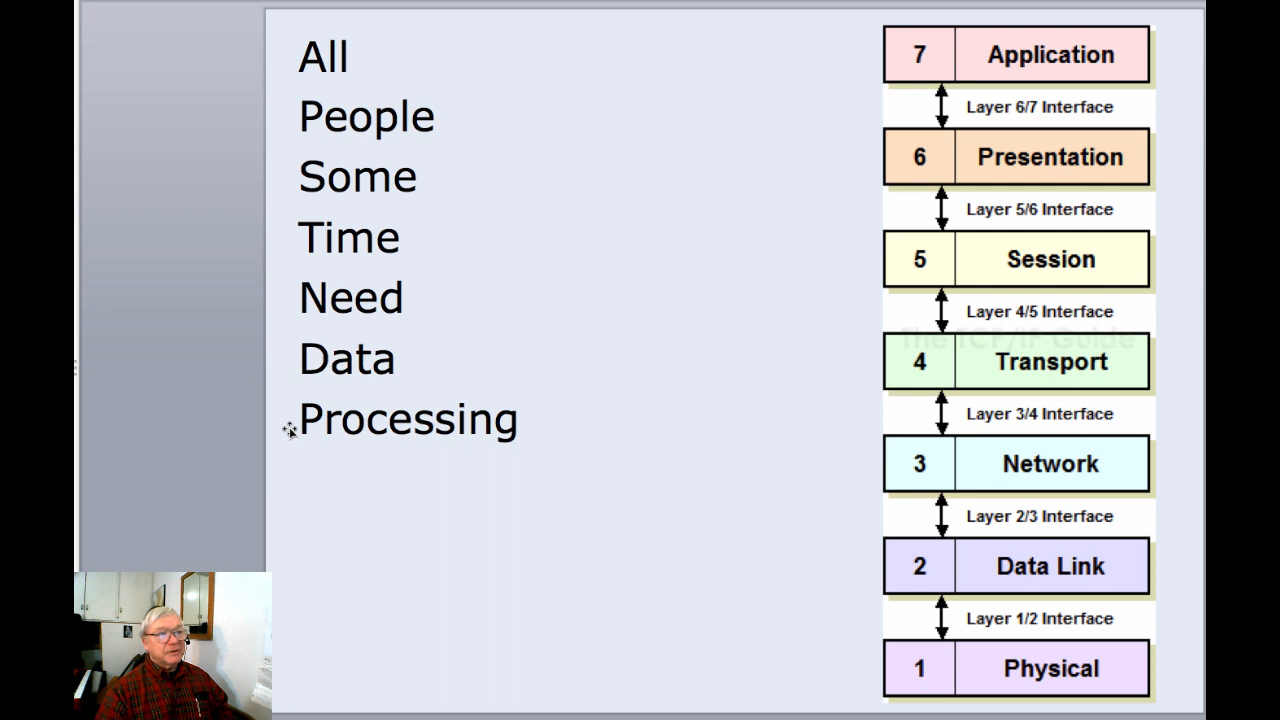 All
People
Some
Time
Need
Data
Processing
7 Application
Layer 6/7 Interface
6 Presentation
Layer 5/6 Interface
5 Session
Layer 4/5 Interface
The TCP/IP Guide
4 Transport
Layer 3/4 Interface
3 Network
Layer 2/3 Interface
2 Data Link
Layer 1/2 Interface
1 Physical